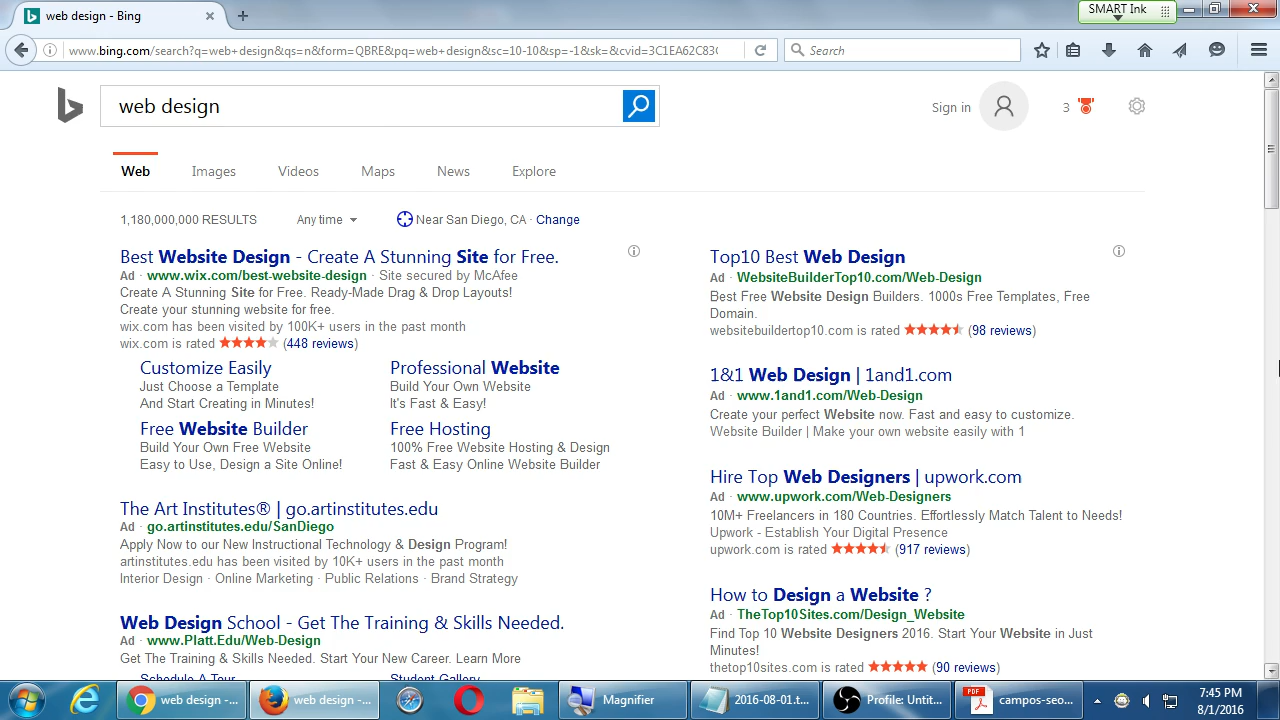 web design - Bing
SMART Ink
www.bing.com/search?q=web+design&qs=n&form=QBRE&pq=web+design&sc=10-10&sp=-1&sk=&cvid=3C1EA62C83
Search
web design
Sign in
3
Web Images Videos Maps News Explore
1,180,000,000 RESULTS Any time Near San Diego, CA · Change
Best Website Design - Create A Stunning Site for Free.
Ad · www.wix.com/best-website-design · Site secured by McAfee
Create A Stunning Site for Free. Ready-Made Drag & Drop Layouts!
Create your stunning website for free.
wix.com has been visited by 100K+ users in the past month
wix.com is rated ★★★★★ (448 reviews)
Customize Easily
Just Choose a Template
And Start Creating in Minutes!
Professional Website
Build Your Own Website
It's Fast & Easy!
Free Website Builder
Build Your Own Free Website
Easy to Use, Design a Site Online!
Free Hosting
100% Free Website Hosting & Design
Fast & Easy Online Website Builder
The Art Institutes® | go.artinstitutes.edu
Ad · go.artinstitutes.edu/SanDiego
Apply Now to our New Instructional Technology & Design Program!
artinstitutes.edu has been visited by 10K+ users in the past month
Interior Design · Online Marketing · Public Relations · Brand Strategy
Web Design School - Get The Training & Skills Needed.
Ad · www.Platt.Edu/Web-Design
Get The Training & Skills Needed. Start Your New Career. Learn More
Schedule A Tour
Student Gallery
Top10 Best Web Design
Ad · WebsiteBuilderTop10.com/Web-Design
Best Free Website Design Builders. 1000s Free Templates, Free
Domain.
websitebuildertop10.com is rated ★★★★★ (98 reviews)
1&1 Web Design | 1and1.com
Ad · www.1and1.com/Web-Design
Create your perfect Website now. Fast and easy to customize.
Website Builder | Make your own website easily with 1
Hire Top Web Designers | upwork.com
Ad · www.upwork.com/Web-Designers
10M+ Freelancers in 180 Countries. Effortlessly Match Talent to Needs!
Upwork - Establish Your Digital Presence
upwork.com is rated ★★★★★ (917 reviews)
How to Design a Website ?
Ad · TheTop10Sites.com/Design_Website
Find Top 10 Website Designers 2016. Start Your Website in Just
Minutes!
thetop10sites.com is rated ★★★★★ (90 reviews)
web design -...
web design -...
Magnifier
2016-08-01.t...
Profile: Untit...
PDF
campos-seo...
7:45 PM
8/1/2016